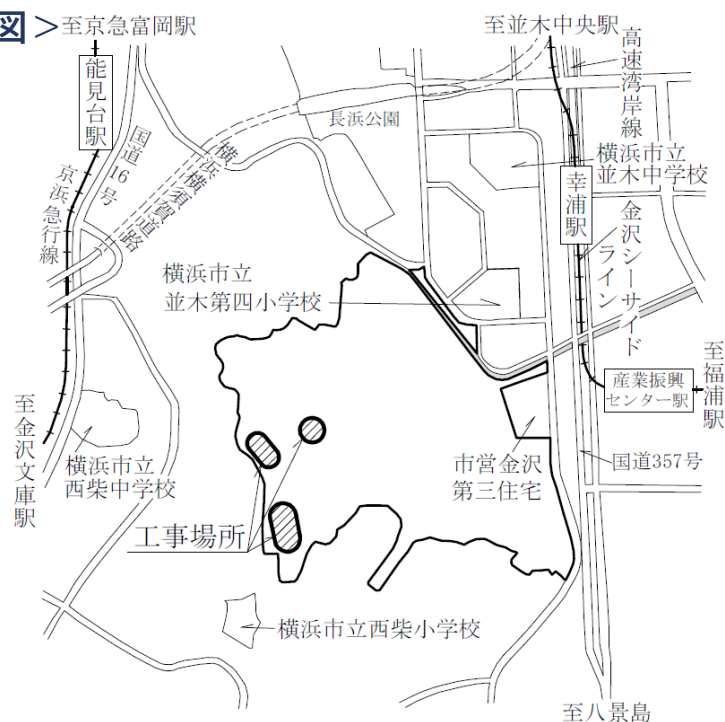 図＞
至京急富岡駅
能見台駅
国道16号
京浜急行線
横浜横須賀道路
長浜公園
至並木中央駅
高速湾岸線
横浜市立
並木中学校
幸浦駅
金沢シーサイド
ライン
横浜市立
並木第四小学校
至福浦駅
産業振興
センター駅
至金沢文庫駅
横浜市立
西柴中学校
市営金沢
第三住宅
国道357号
工事場所
横浜市立西柴小学校
至八景島